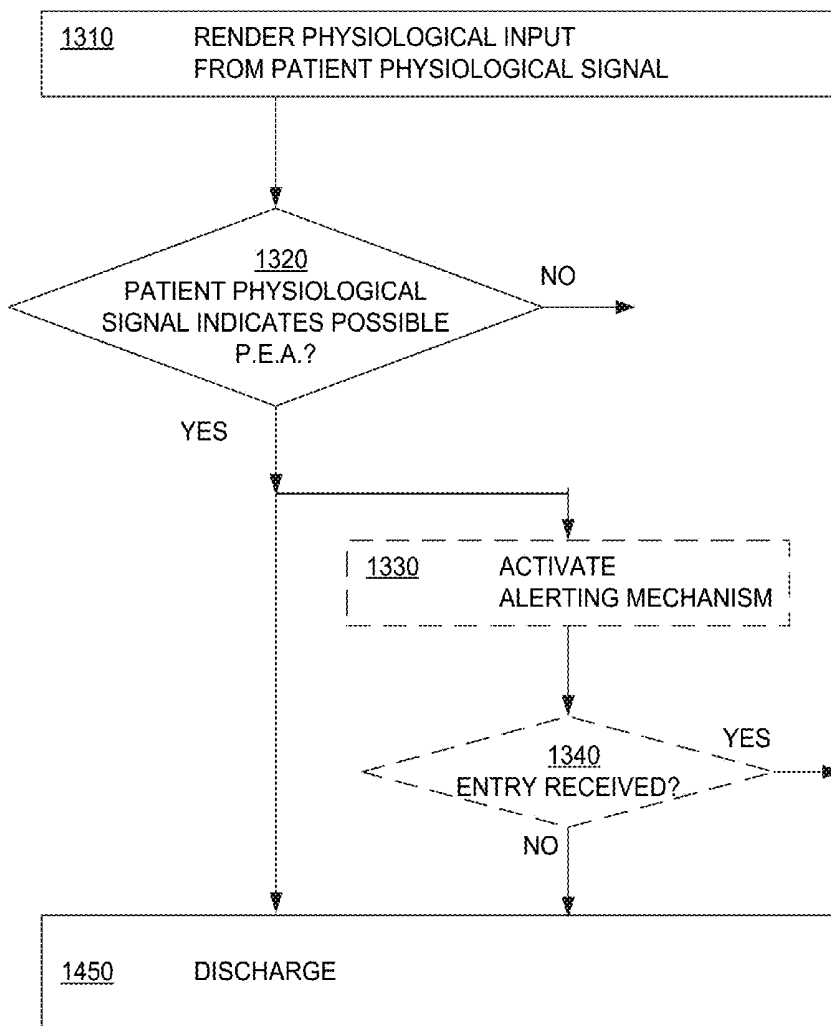 1310 RENDER PHYSIOLOGICAL INPUT
FROM PATIENT PHYSIOLOGICAL SIGNAL
1320
PATIENT PHYSIOLOGICAL
SIGNAL INDICATES POSSIBLE
P.E.A.?
NO
YES
1330 ACTIVATE
ALERTING MECHANISM
1340
ENTRY RECEIVED?
YES
NO
1450 DISCHARGE